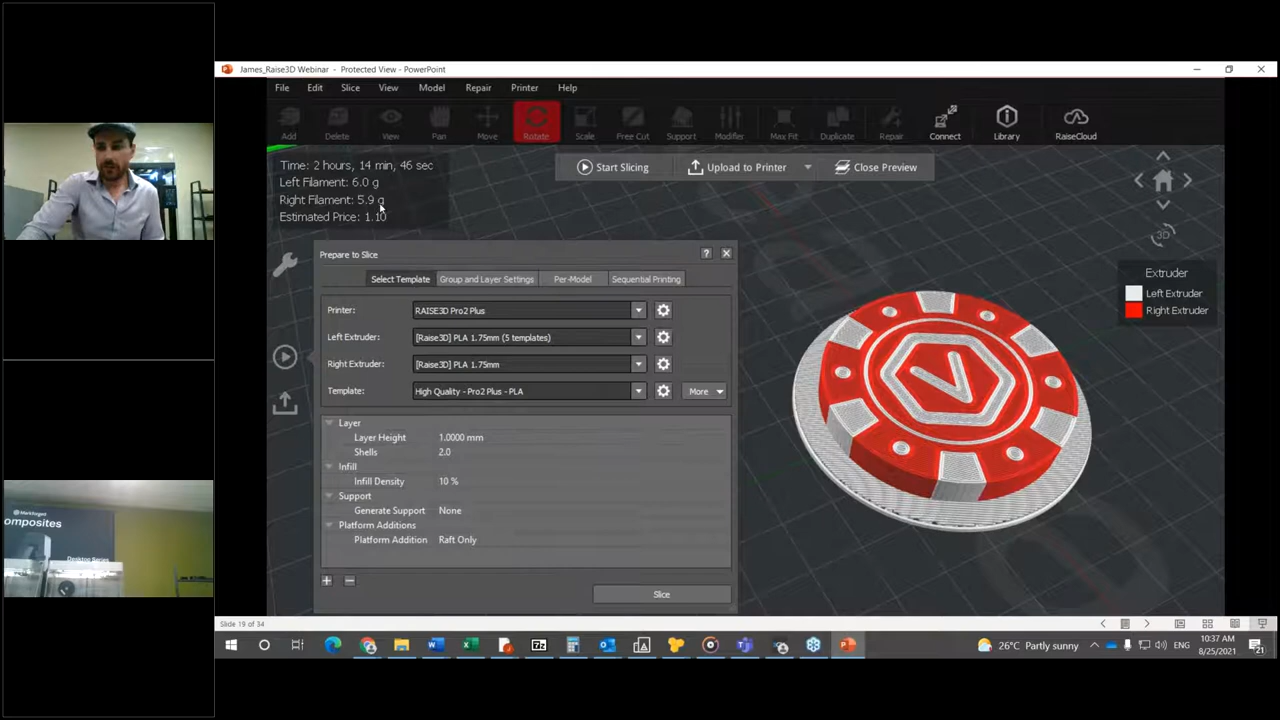 James_Raise3D Webinar - Protected View - PowerPoint
File Edit Slice View Model Repair Printer Help
Add Delete View Pan Move Rotate Scale Free Cut Support Modifier Max Fit Duplicate Repair Connect Library RaiseCloud
Time: 2 hours, 14 min, 46 sec
Left Filament: 6.0 g
Right Filament: 5.9 g
Estimated Price: 1.10
Start Slicing Upload to Printer Close Preview
3D
Prepare to Slice ?
Select Template Group and Layer Settings Per-Model Sequential Printing
Printer: RAISE3D Pro2 Plus
Left Extruder: [Raise3D] PLA 1.75mm (5 templates)
Right Extruder: [Raise3D] PLA 1.75mm
Template: High Quality - Pro2 Plus - PLA More
Layer
Layer Height 1.0000 mm
Shells 2.0
Infill
Infill Density 10 %
Support
Generate Support None
Platform Additions
Platform Addition Raft Only
Slice
Extruder
Left Extruder
Right Extruder
V
Markforged
omposites
Desktop Series
Slide 19 of 34
26°C Partly sunny ENG
10:37 AM
8/25/2021
21